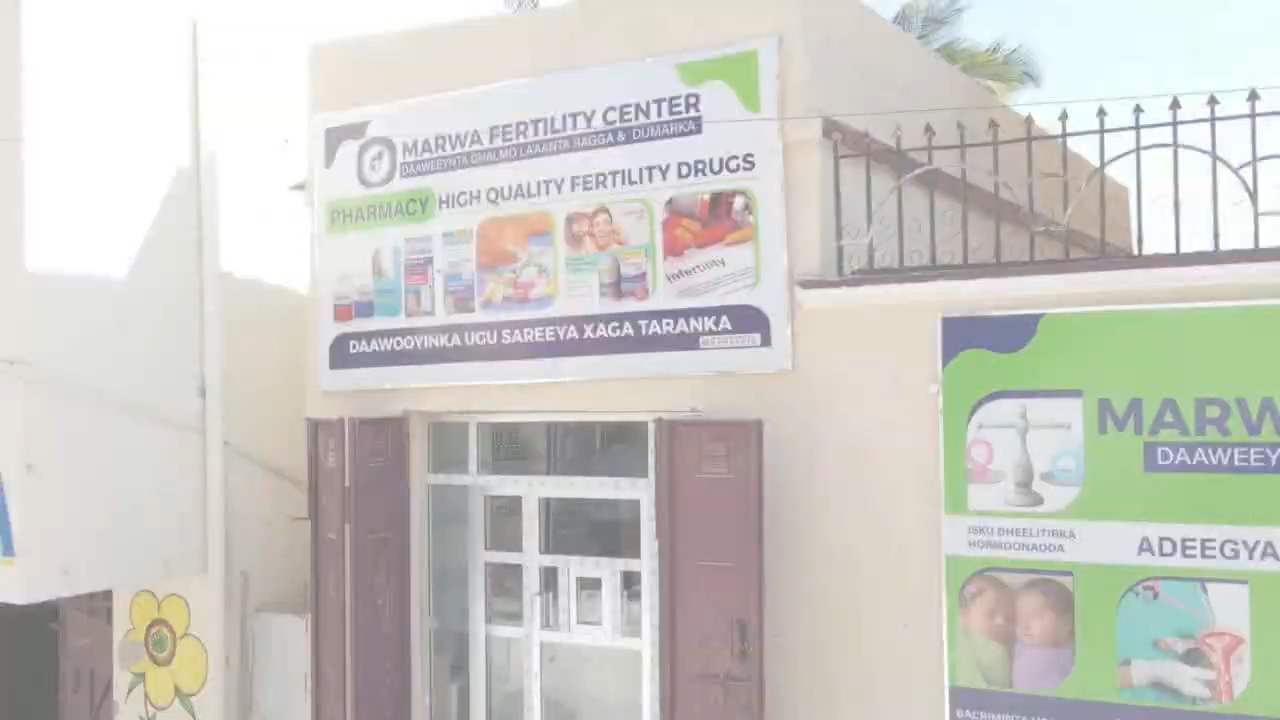 MARWA FERTILITY CENTER
DAAWEEYNTA DHALMO LA'AANTA RAGGA & DUMARKA
PHARMACY HIGH QUALITY FERTILITY DRUGS
Infertility
DAAWOOYINKA UGU SAREEYA XAGA TARANKA
MARW
DAAWEEY
ISKU DHEELITIRKA
HORMOONADDA
ADEEGYA